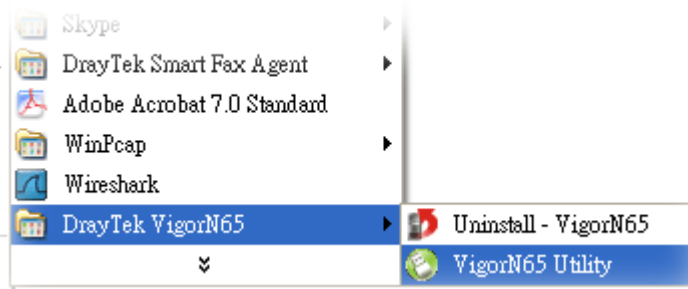 Skype
DrayTek Smart Fax Agent
Adobe Acrobat 7.0 Standard
WinPcap
Wireshark
DrayTek VigorN65
Uninstall - VigorN65
VigorN65 Utility